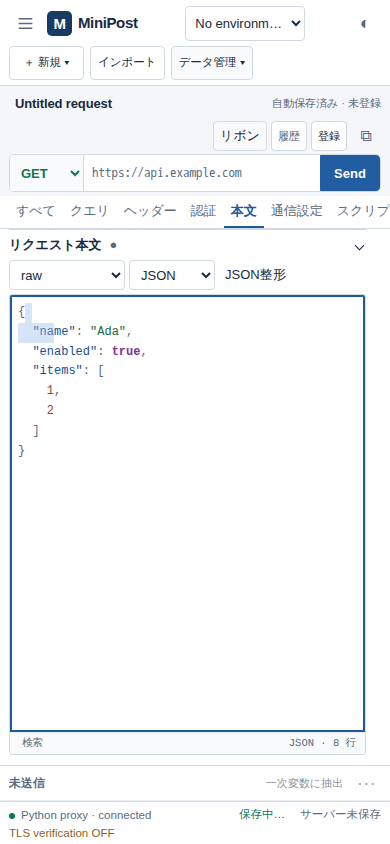 M MiniPost No environm…
＋ 新規 ▾ インポート データ管理 ▾
Untitled request 自動保存済み · 未登録
リボン 履歴 登録
GET https://api.example.com Send
すべて クエリ ヘッダー 認証 本文 通信設定 スクリプ
リクエスト本文
raw JSON JSON整形
{
  "name": "Ada",
  "enabled": true,
  "items": [
    1,
    2
  ]
}
検索 JSON · 8 行
未送信 一次変数に抽出 ···
Python proxy · connected 保存中… サーバー未保存
TLS verification OFF